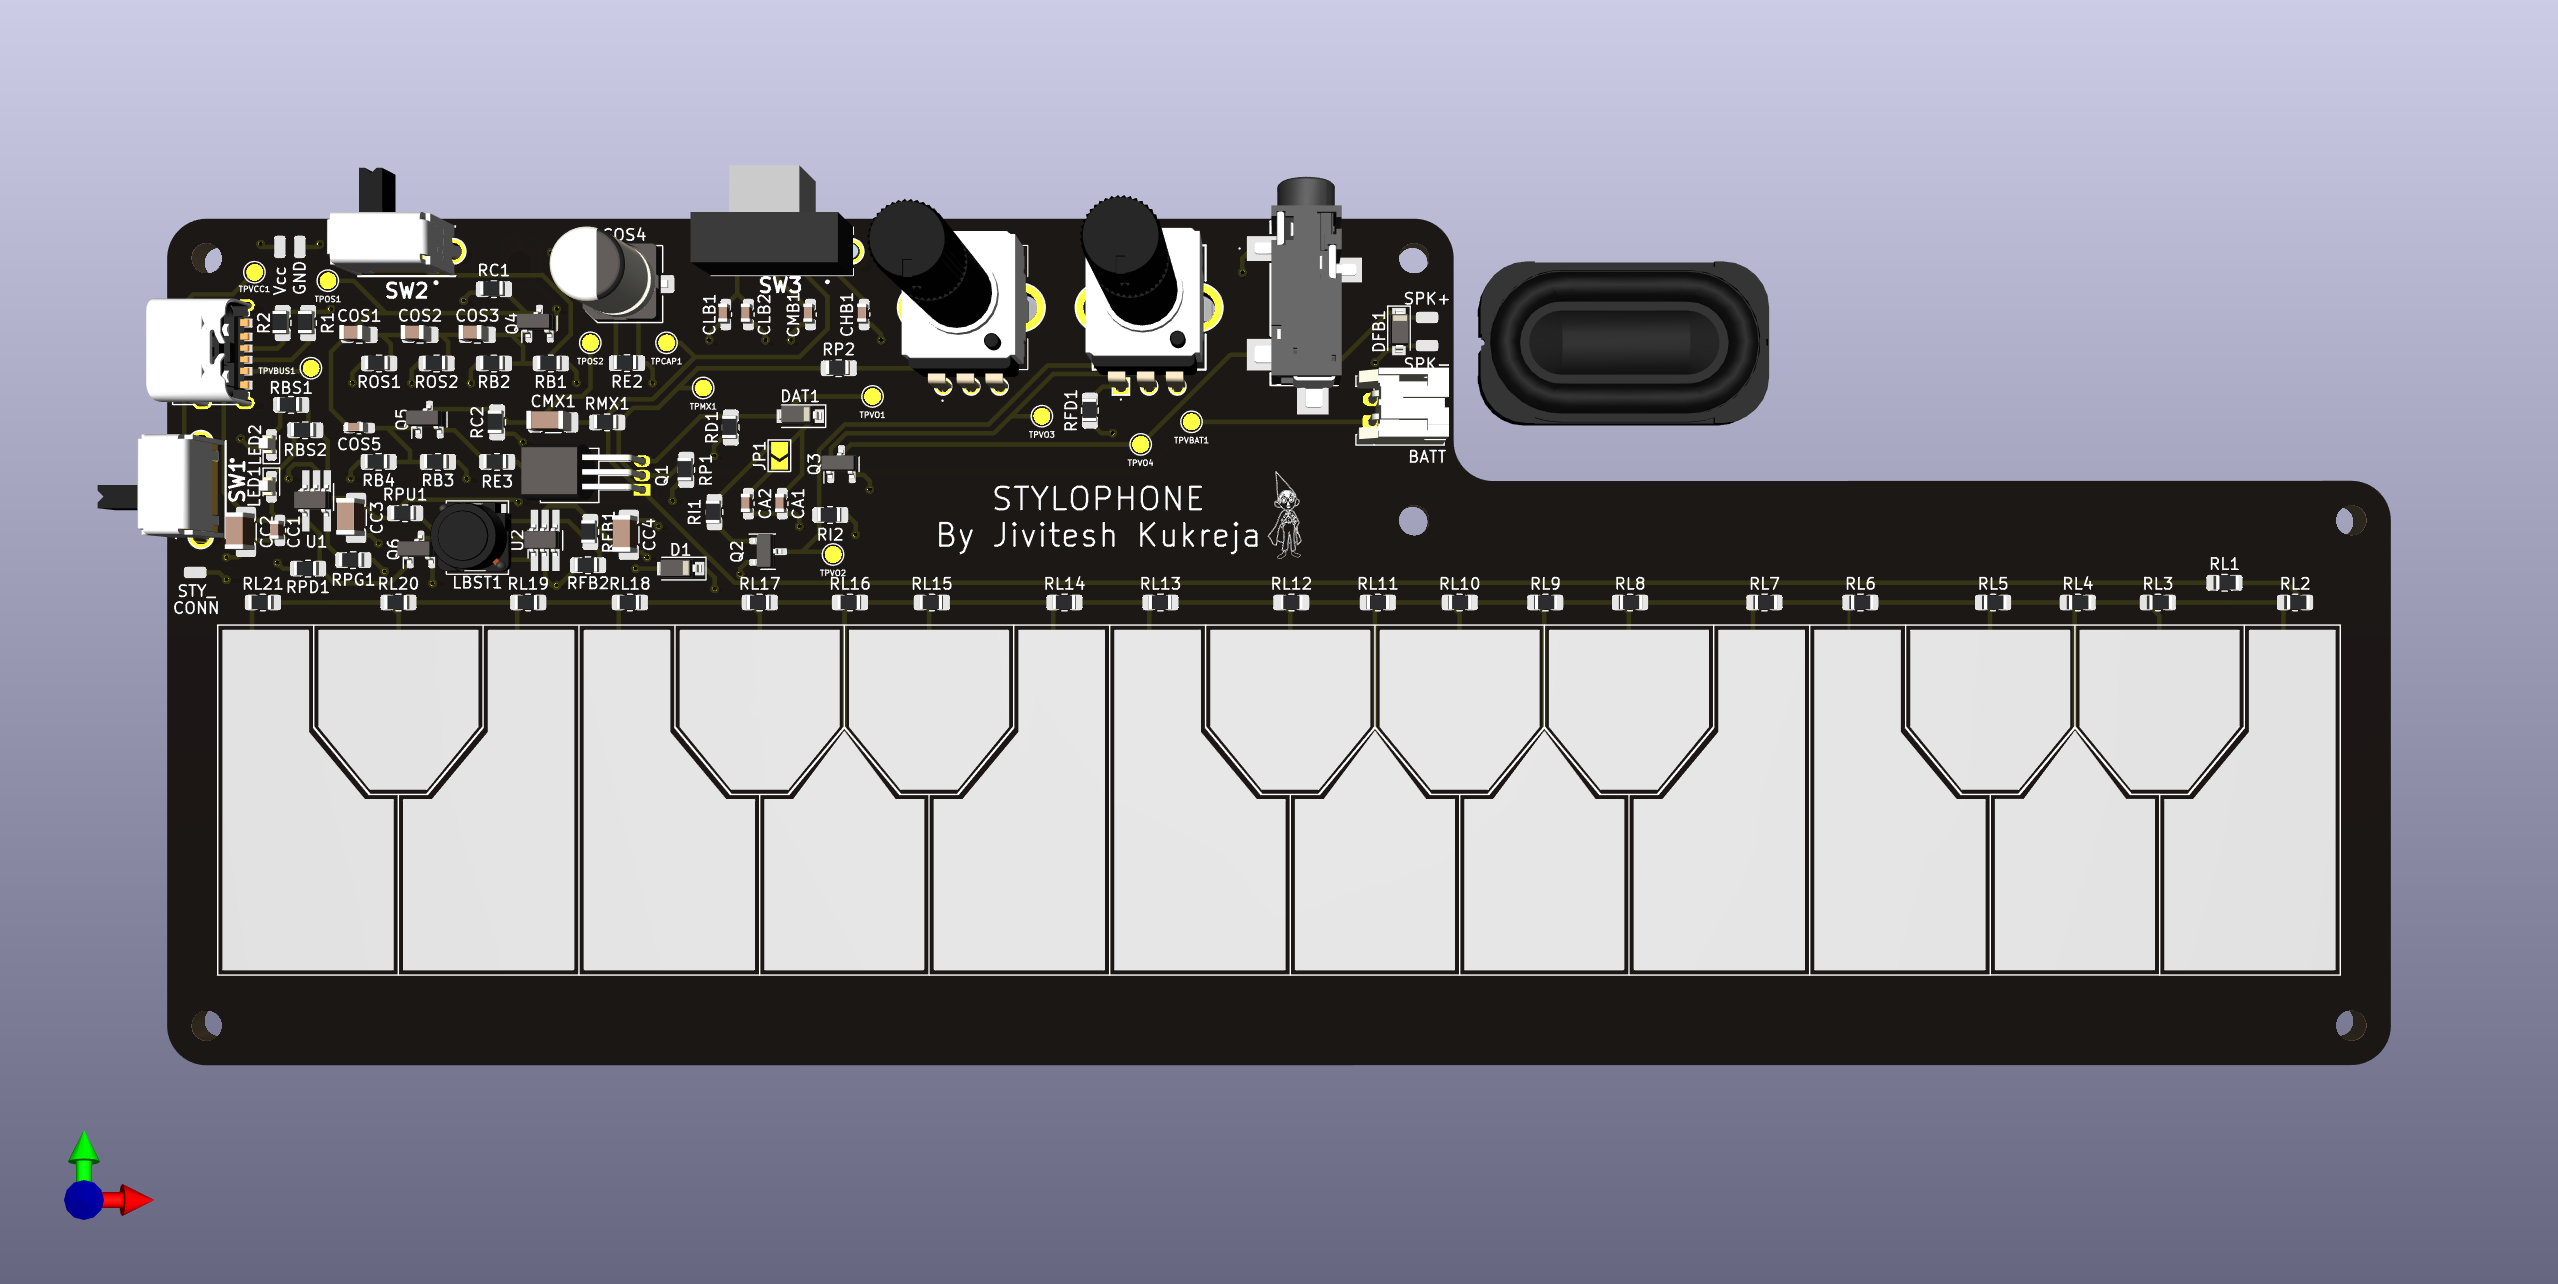 COS4
Vcc
GND
TPVCC1
TPOS1
SW2
RC1
SW3
R2
R1
COS1
COS2
COS3
Q4
CLB1
CLB2
CMB1
CHB1
SPK+
DFB1
SPK-
TPVBUS1
ROS1
ROS2
RB2
RB1
TPOS2
RE2
TPCAP1
RP2
RBS1
CMX1
RMX1
TPMX1
DAT1
TPVO1
RFD1
TPVO3
TPVBAT1
TPVO4
BATT
LED2
RBS2
COS5
Q5
RC2
RD1
JP1
Q3
SW1
LED1
RB4
RB3
RE3
Q1
RP1
RPU1
RI1
CA2
CA1
RI2
STYLOPHONE
By Jivitesh Kukreja
CC2
CC1
U1
CC3
Q6
U2
RFB1
CC4
D1
Q2
TPVO2
STY_
CONN
RPD1
RPG1
LBST1
RFB2
RL21
RL20
RL19
RL18
RL17
RL16
RL15
RL14
RL13
RL12
RL11
RL10
RL9
RL8
RL7
RL6
RL5
RL4
RL3
RL1
RL2